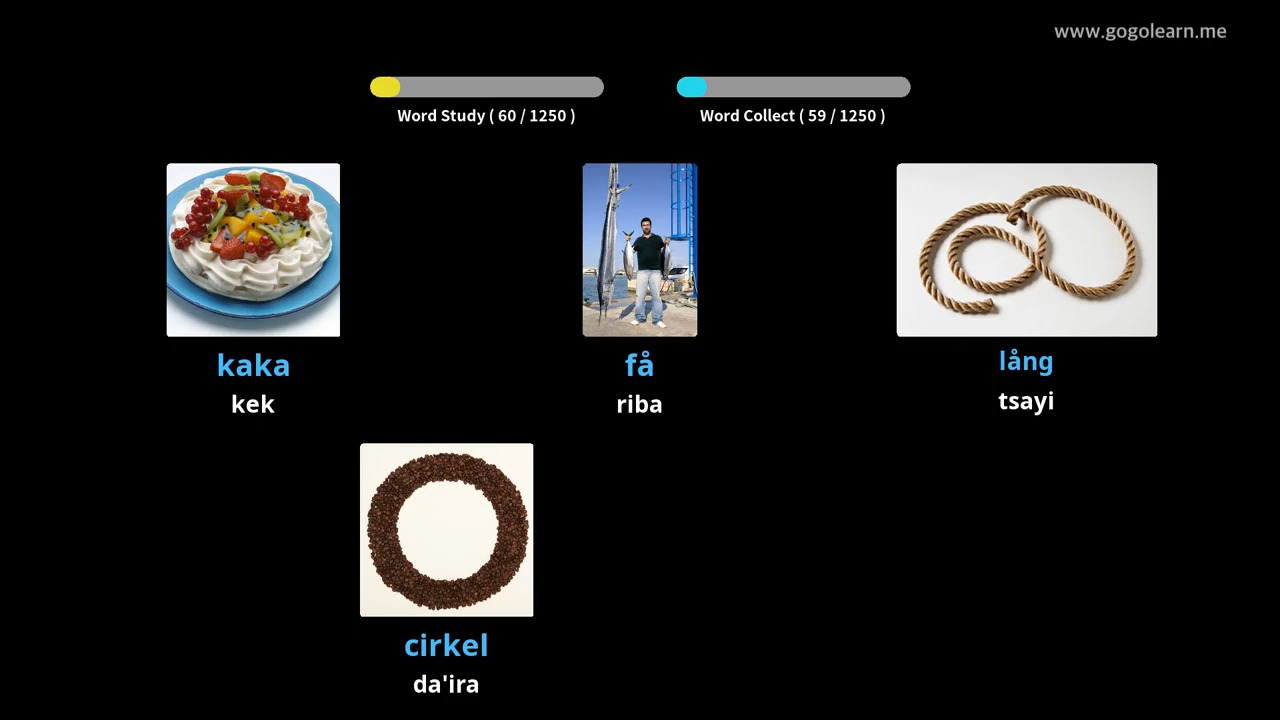 www.gogolearn.me
Word Study ( 60 / 1250 )
Word Collect ( 59 / 1250 )
kaka
kek
få
riba
lång
tsayi
cirkel
da'ira